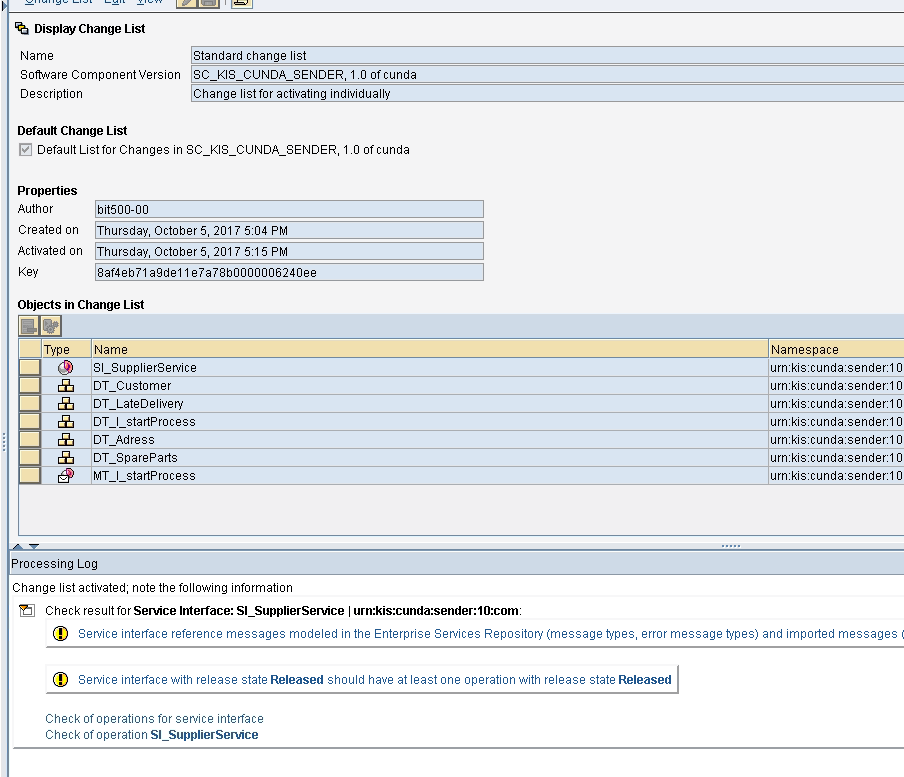 Change List Edit View
Display Change List
Name Standard change list
Software Component Version SC_KIS_CUNDA_SENDER, 1.0 of cunda
Description Change list for activating individually
Default Change List
Default List for Changes in SC_KIS_CUNDA_SENDER, 1.0 of cunda
Properties
Author bit500-00
Created on Thursday, October 5, 2017 5:04 PM
Activated on Thursday, October 5, 2017 5:15 PM
Key 8af4eb71a9de11e7a78b0000006240ee
Objects in Change List
Type Name Namespace
SI_SupplierService urn:kis:cunda:sender:10
DT_Customer urn:kis:cunda:sender:10
DT_LateDelivery urn:kis:cunda:sender:10
DT_I_startProcess urn:kis:cunda:sender:10
DT_Adress urn:kis:cunda:sender:10
DT_SpareParts urn:kis:cunda:sender:10
MT_I_startProcess urn:kis:cunda:sender:10
Processing Log
Change list activated; note the following information
Check result for Service Interface: SI_SupplierService | urn:kis:cunda:sender:10:com:
Service interface reference messages modeled in the Enterprise Services Repository (message types, error message types) and imported messages (
Service interface with release state Released should have at least one operation with release state Released
Check of operations for service interface
Check of operation SI_SupplierService